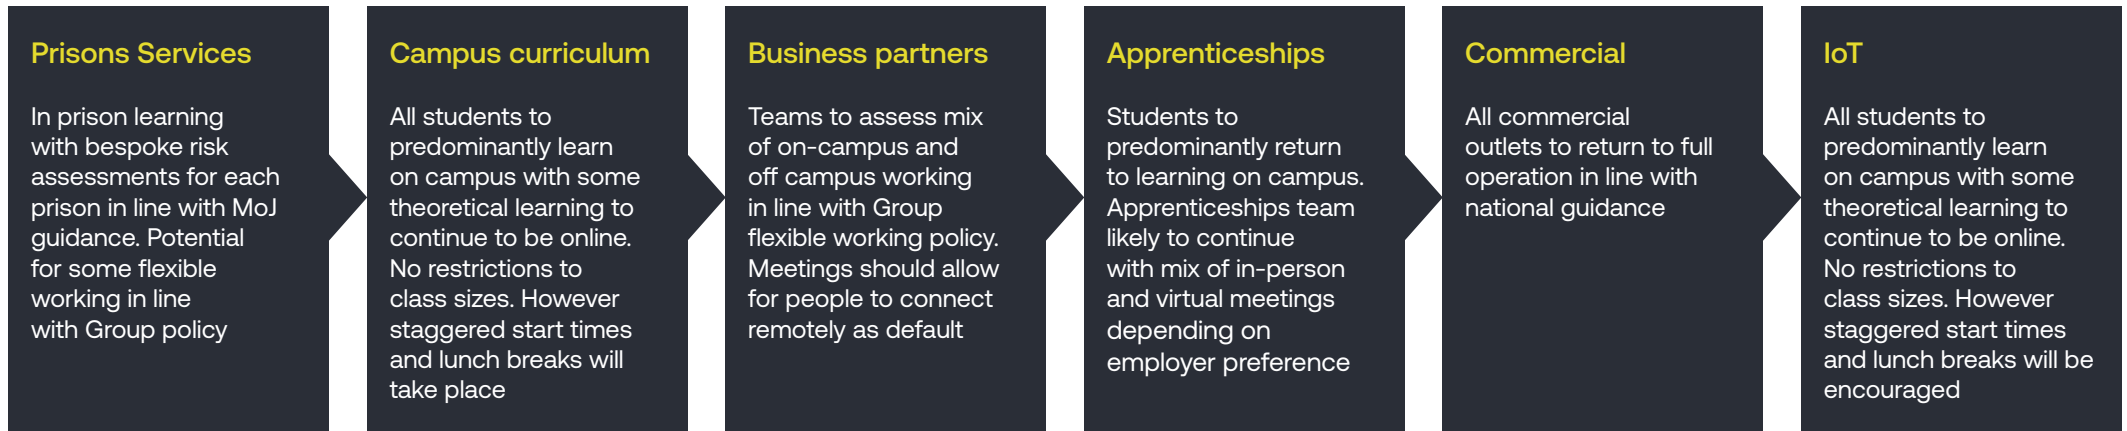 Prisons Services
In prison learning
with bespoke risk
assessments for each
prison in line with MoJ
guidance. Potential
for some flexible
working in line
with Group policy
Campus curriculum
All students to
predominantly learn
on campus with some
theoretical learning to
continue to be online.
No restrictions to
class sizes. However
staggered start times
and lunch breaks will
take place
Business partners
Teams to assess mix
of on-campus and
off campus working
in line with Group
flexible working policy.
Meetings should allow
for people to connect
remotely as default
Apprenticeships
Students to
predominantly return
to learning on campus.
Apprenticeships team
likely to continue
with mix of in-person
and virtual meetings
depending on
employer preference
Commercial
All commercial
outlets to return to full
operation in line with
national guidance
IoT
All students to
predominantly learn
on campus with some
theoretical learning to
continue to be online.
No restrictions to
class sizes. However
staggered start times
and lunch breaks will be
encouraged